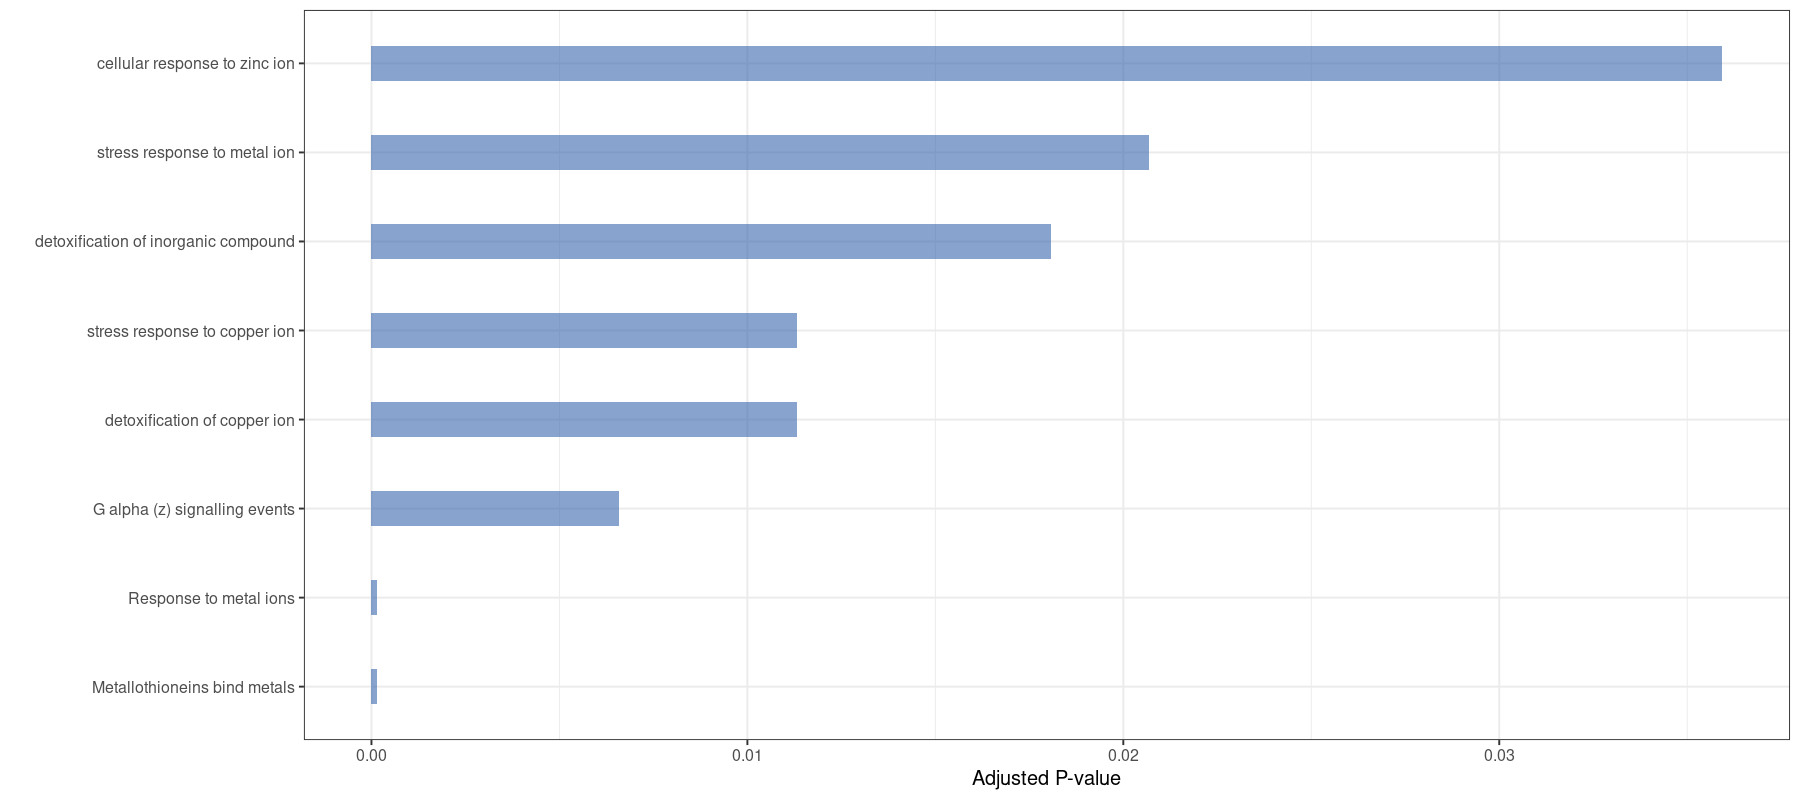 cellular response to zinc ion
stress response to metal ion
detoxification of inorganic compound
stress response to copper ion
detoxification of copper ion
G alpha (z) signalling events
Response to metal ions
Metallothioneins bind metals
0.00 0.01 0.02 0.03
Adjusted P-value